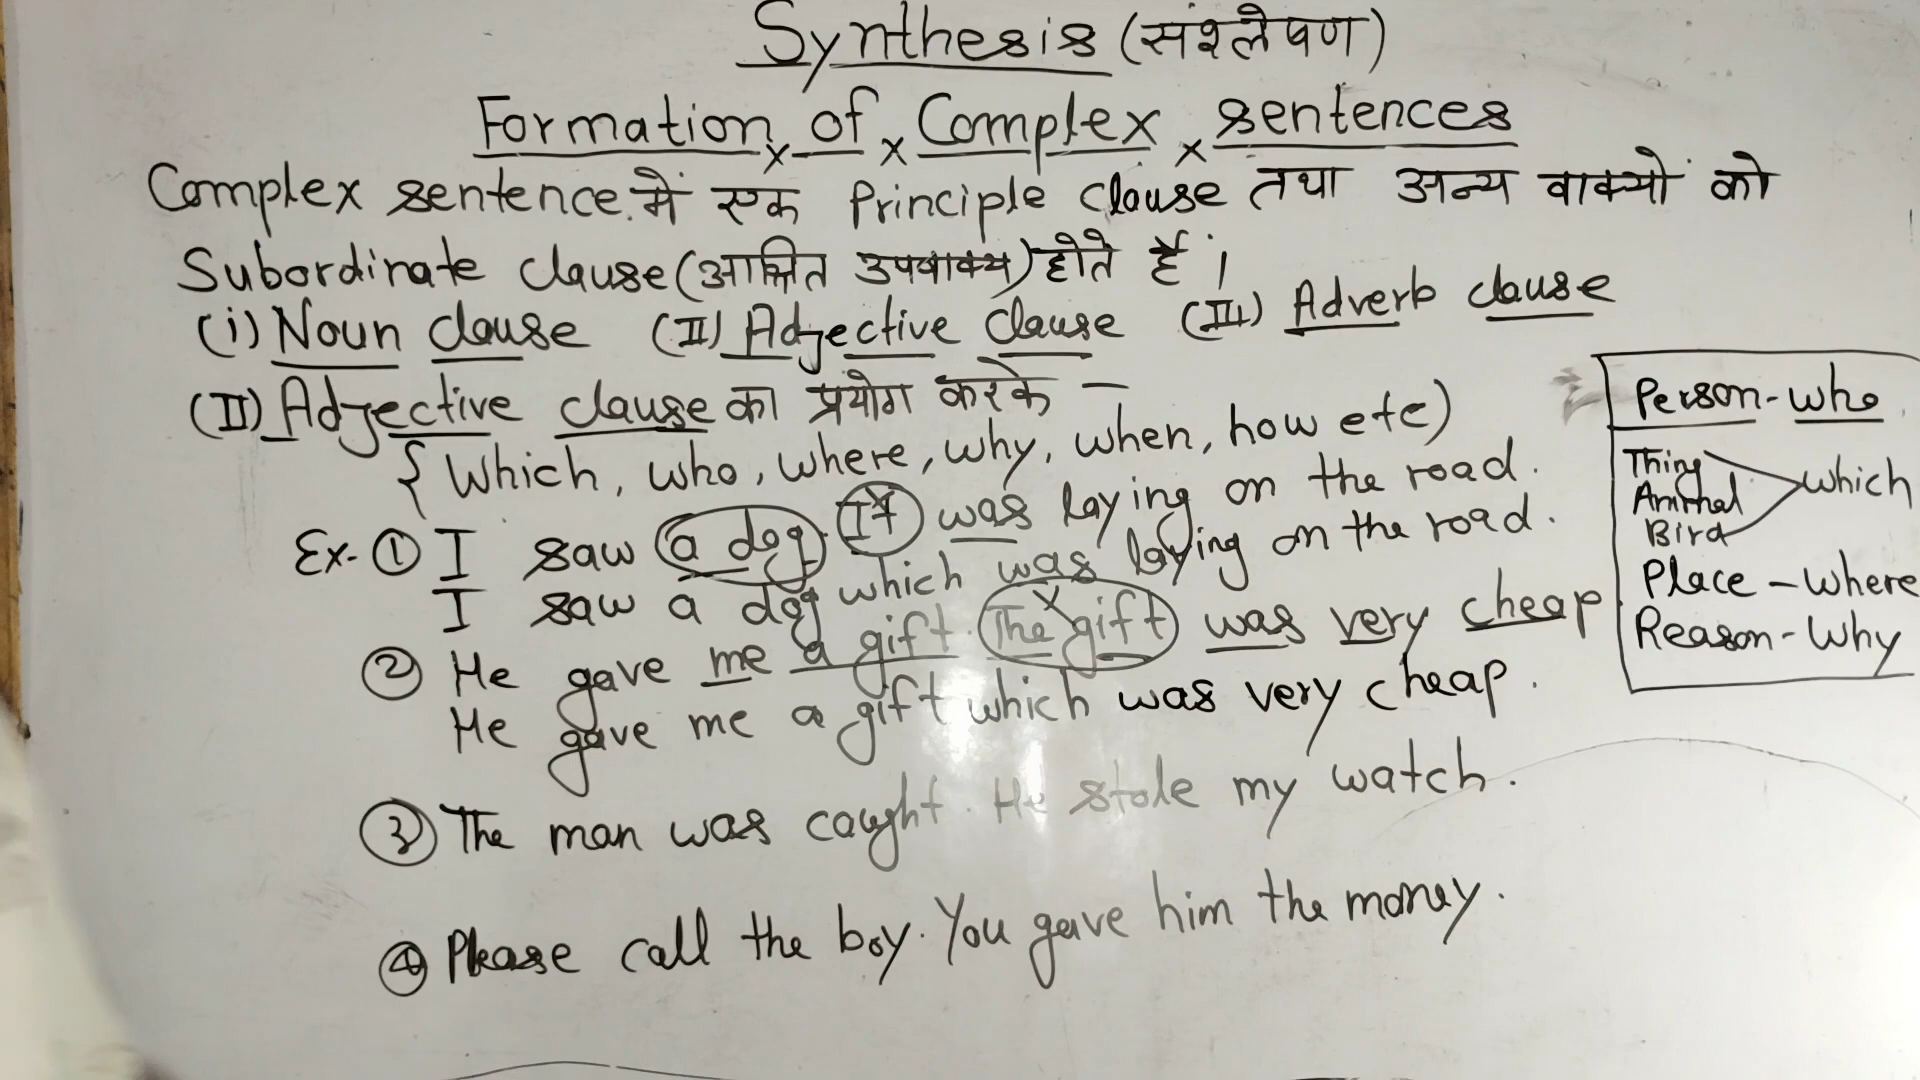 Synthesis (संश्लेषण)
Formation of Complex sentences
Complex sentence में एक Principle clause तथा अन्य वाक्यों को
Subordinate clause (आश्रित उपवाक्य) होते हैं।
(i) Noun clause (II) Adjective clause (III) Adverb clause
(II) Adjective clause का प्रयोग करके -
{ Which, who, where, why, when, how etc)
Ex- ① I saw a dog. It was laying on the road.
I saw a dog which was laying on the road.
② He gave me a gift. The gift was very cheap
He gave me a gift which was very cheap.
③ The man was caught. He stole my watch.
④ Please call the boy. You gave him the money.
Person - who
Thing
Animal
Bird
which
Place - where
Reason - Why